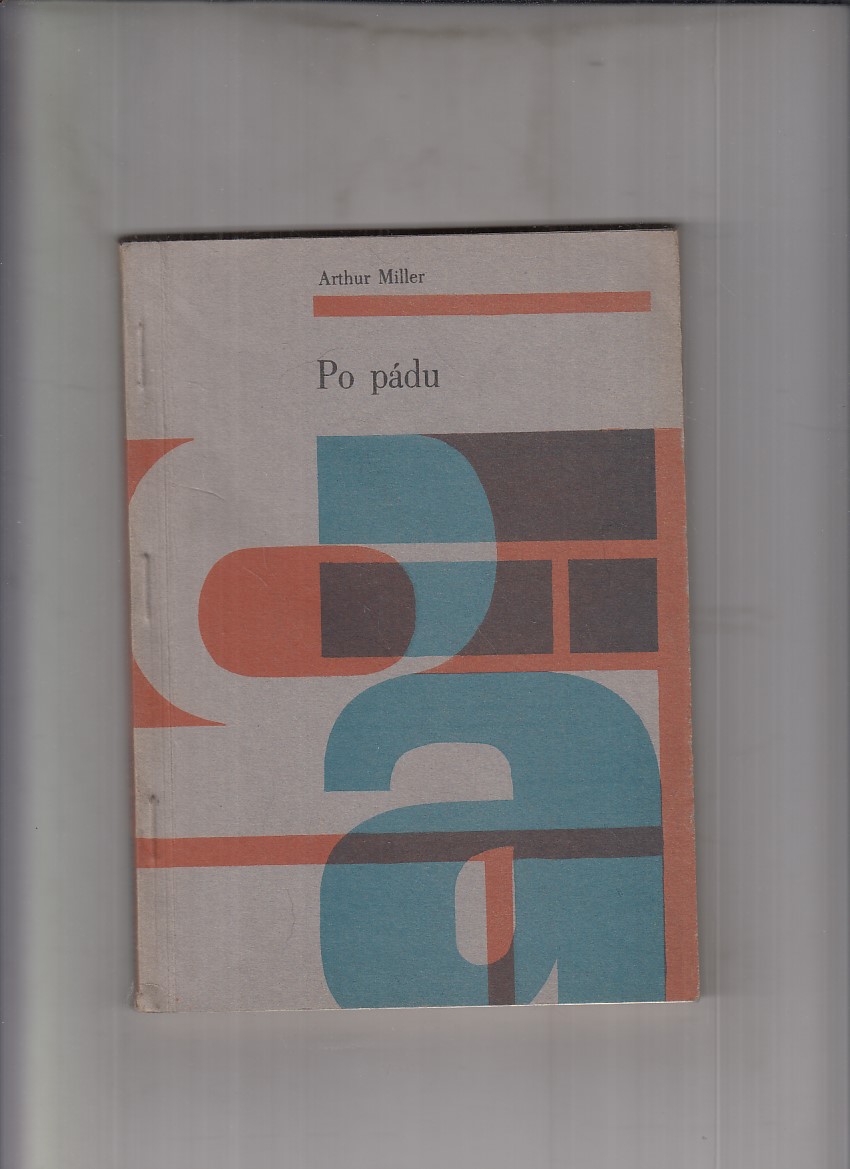 Arthur Miller
Po pádu
a